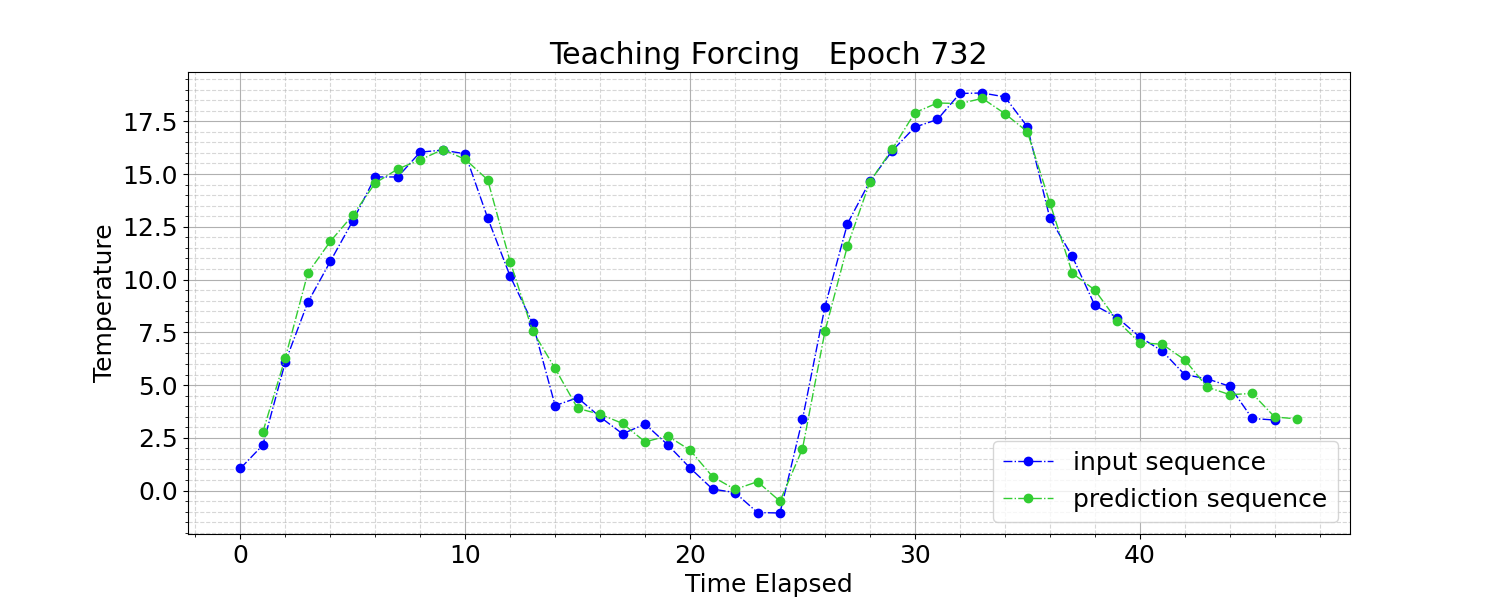 Teaching Forcing   Epoch 732
Temperature
17.5
15.0
12.5
10.0
7.5
5.0
2.5
0.0
0 10 20 30 40
Time Elapsed
input sequence
prediction sequence